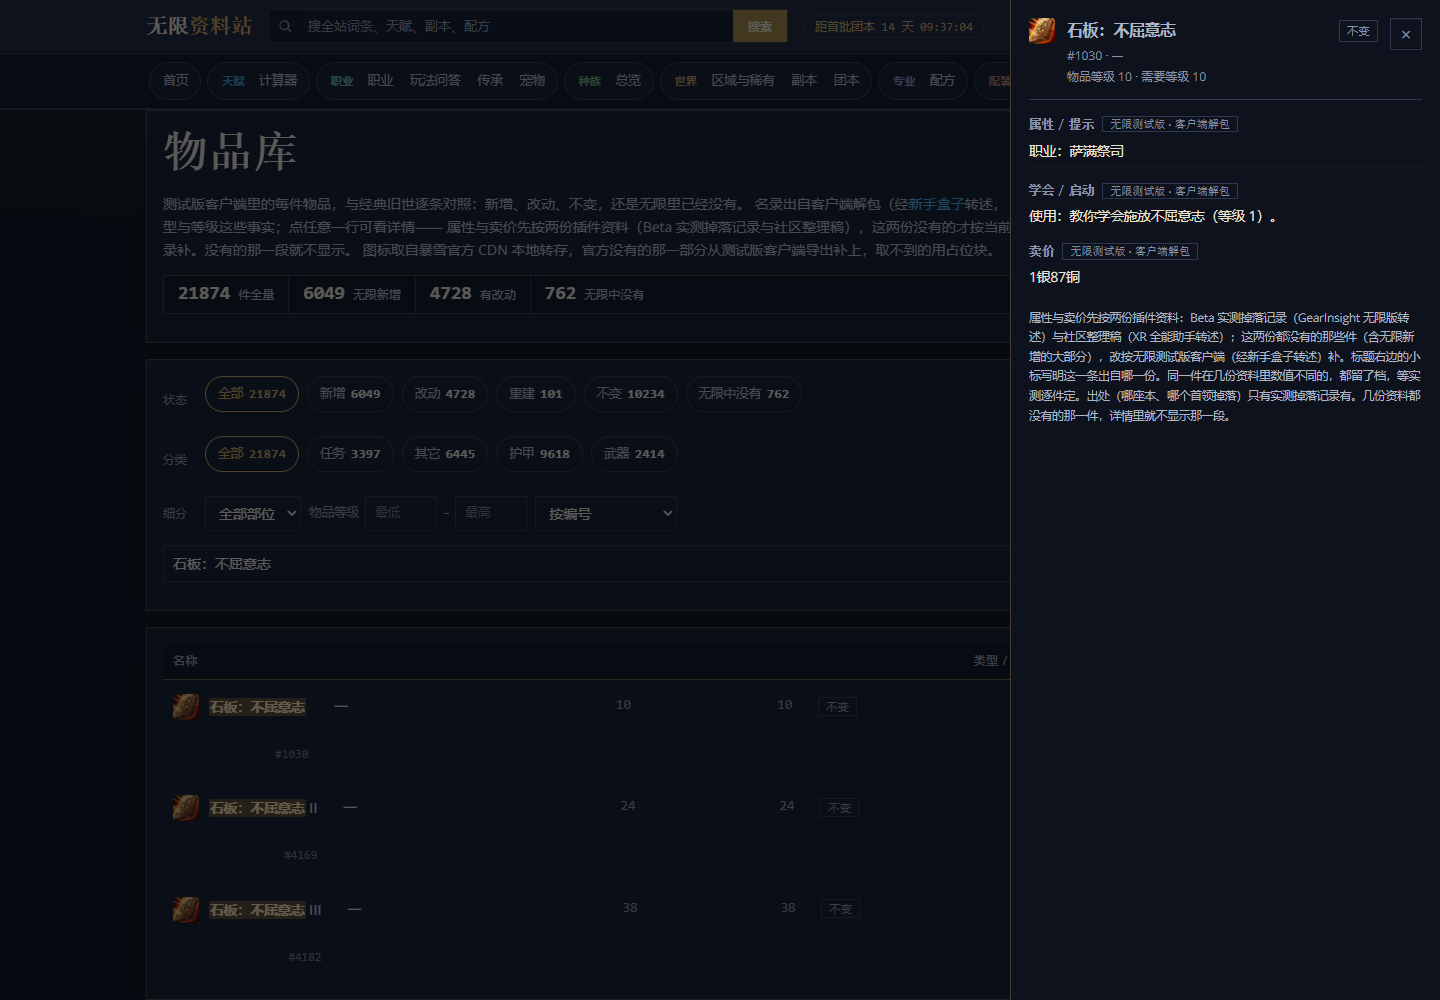 无限资料站
搜全站词条、天赋、副本、配方
搜索
距首批团本 14 天 09:37:04
首页
天赋 计算器
职业 职业 玩法问答 传承 宠物
种族 总览
世界 区域与稀有 副本 团本
专业 配方
配装
物品库
测试版客户端里的每件物品，与经典旧世逐条对照：新增、改动、不变，还是无限里已经没有。 名录出自客户端解包（经新手盒子转述，
型与等级这些事实；点任意一行可看详情—— 属性与卖价先按两份插件资料（Beta 实测掉落记录与社区整理稿），这两份没有的才按当前
录补。没有的那一段就不显示。 图标取自暴雪官方 CDN 本地转存，官方没有的那一部分从测试版客户端导出补上，取不到的用占位块。
21874 件全量
6049 无限新增
4728 有改动
762 无限中没有
状态
全部 21874
新增 6049
改动 4728
重建 101
不变 10234
无限中没有 762
分类
全部 21874
任务 3397
其它 6445
护甲 9618
武器 2414
细分
全部部位
物品等级
最低
–
最高
按编号
石板：不屈意志
名称
类型 /
石板：不屈意志 — 10 10 不变
#1030
石板：不屈意志 II — 24 24 不变
#4169
石板：不屈意志 III — 38 38 不变
#4182
石板：不屈意志
不变
×
#1030 · —
物品等级 10 · 需要等级 10
属性 / 提示 无限测试版 · 客户端解包
职业：萨满祭司
学会 / 启动 无限测试版 · 客户端解包
使用：教你学会施放不屈意志（等级 1）。
卖价 无限测试版 · 客户端解包
1银87铜
属性与卖价先按两份插件资料：Beta 实测掉落记录（GearInsight 无限版转
述）与社区整理稿（XR 全能助手转述）；这两份都没有的那些件（含无限新
增的大部分），改按无限测试版客户端（经新手盒子转述）补。标题右边的小
标写明这一条出自哪一份。同一件在几份资料里数值不同的，都留了档，等实
测逐件定。出处（哪座本、哪个首领掉落）只有实测掉落记录有。几份资料都
没有的那一件，详情里就不显示那一段。